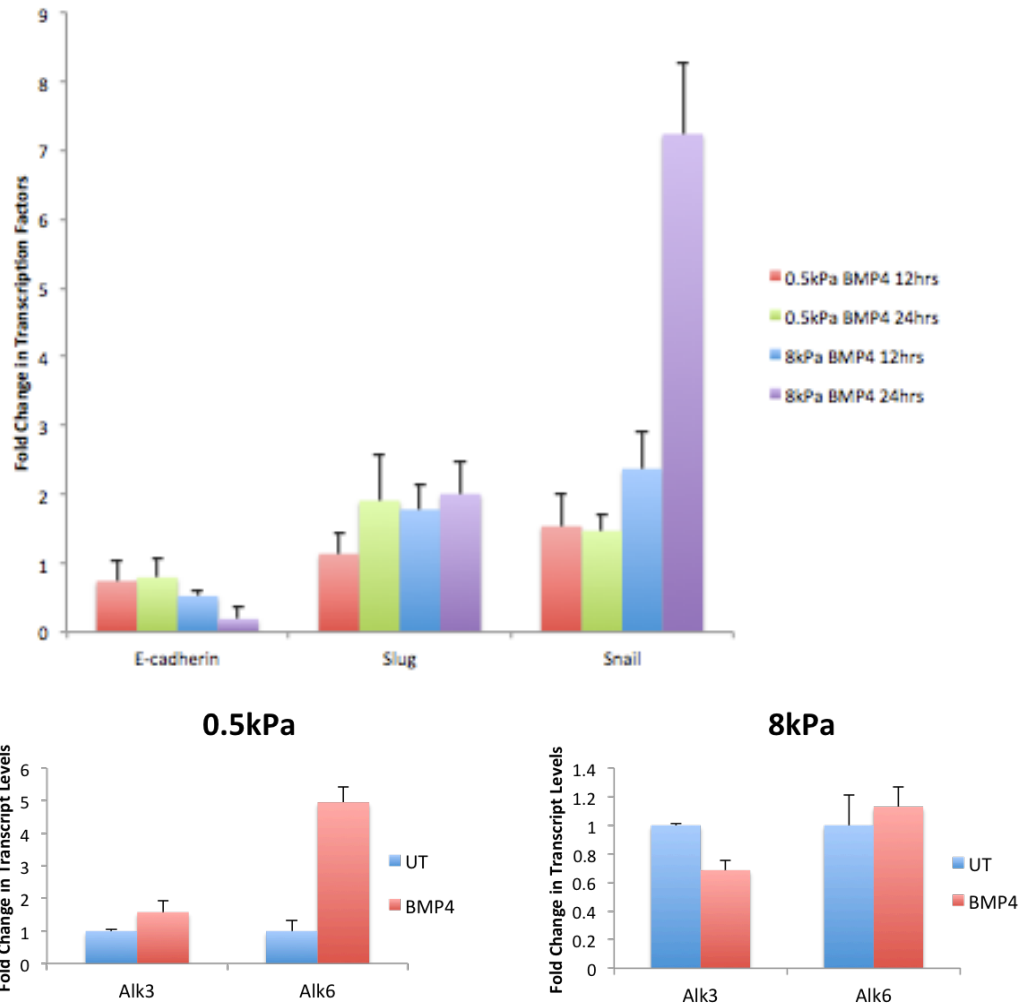 Fold Change in Transcription Factors
9
8
7
6
5
4
3
2
1
0
E-cadherin
Slug
Snail
0.5kPa BMP4 12hrs
0.5kPa BMP4 24hrs
8kPa BMP4 12hrs
8kPa BMP4 24hrs
0.5kPa
Fold Change in Transcript Levels
6
5
4
3
2
1
0
Alk3
Alk6
UT
BMP4
8kPa
Fold Change in Transcript Levels
1.4
1.2
1
0.8
0.6
0.4
0.2
0
Alk3
Alk6
UT
BMP4